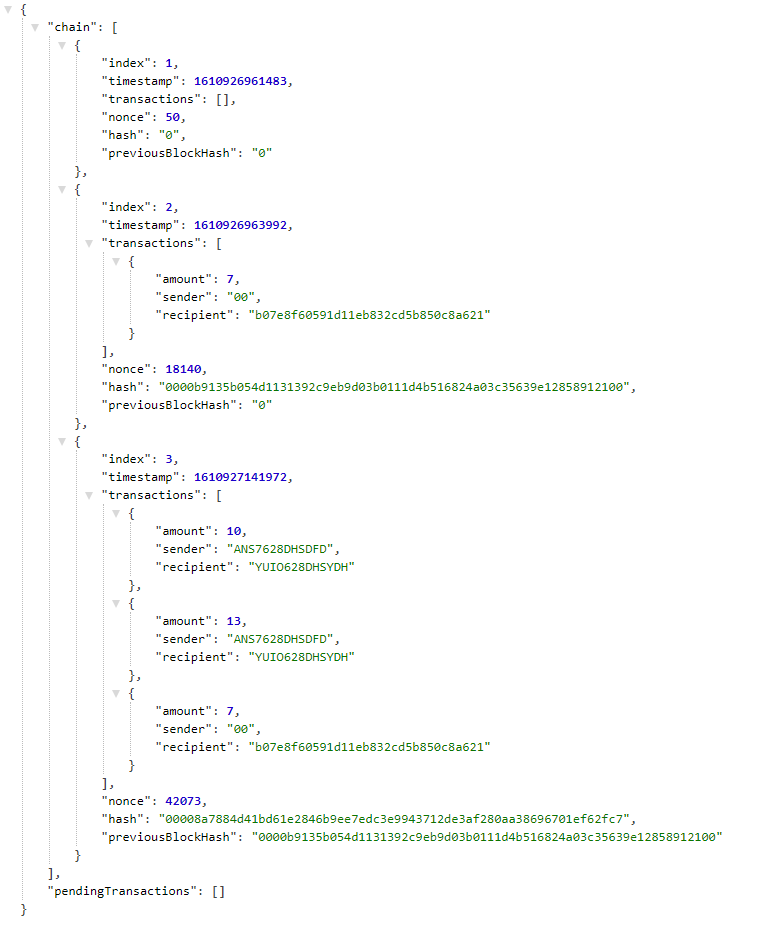 {
"chain": [
{
"index": 1,
"timestamp": 1610926961483,
"transactions": [],
"nonce": 50,
"hash": "0",
"previousBlockHash": "0"
},
{
"index": 2,
"timestamp": 1610926963992,
"transactions": [
{
"amount": 7,
"sender": "00",
"recipient": "b07e8f60591d11eb832cd5b850c8a621"
}
],
"nonce": 18140,
"hash": "0000b9135b054d1131392c9eb9d03b0111d4b516824a03c35639e12858912100",
"previousBlockHash": "0"
},
{
"index": 3,
"timestamp": 1610927141972,
"transactions": [
{
"amount": 10,
"sender": "ANS7628DHSDFD",
"recipient": "YUIO628DHSYDH"
},
{
"amount": 13,
"sender": "ANS7628DHSDFD",
"recipient": "YUIO628DHSYDH"
},
{
"amount": 7,
"sender": "00",
"recipient": "b07e8f60591d11eb832cd5b850c8a621"
}
],
"nonce": 42073,
"hash": "00008a7884d41bd61e2846b9ee7edc3e9943712de3af280aa38696701ef62fc7",
"previousBlockHash": "0000b9135b054d1131392c9eb9d03b0111d4b516824a03c35639e12858912100"
}
],
"pendingTransactions": []
}